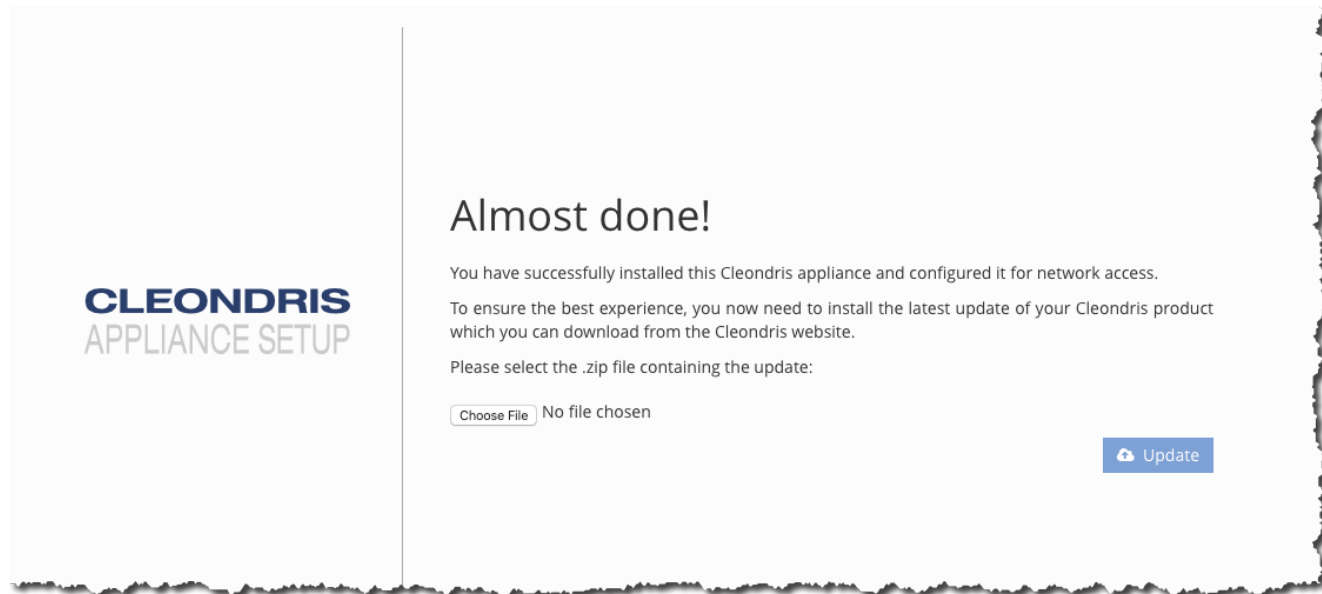 CLEONDRIS
APPLIANCE SETUP
Almost done!
You have successfully installed this Cleondris appliance and configured it for network access.
To ensure the best experience, you now need to install the latest update of your Cleondris product
which you can download from the Cleondris website.
Please select the .zip file containing the update:
Choose File No file chosen
Update